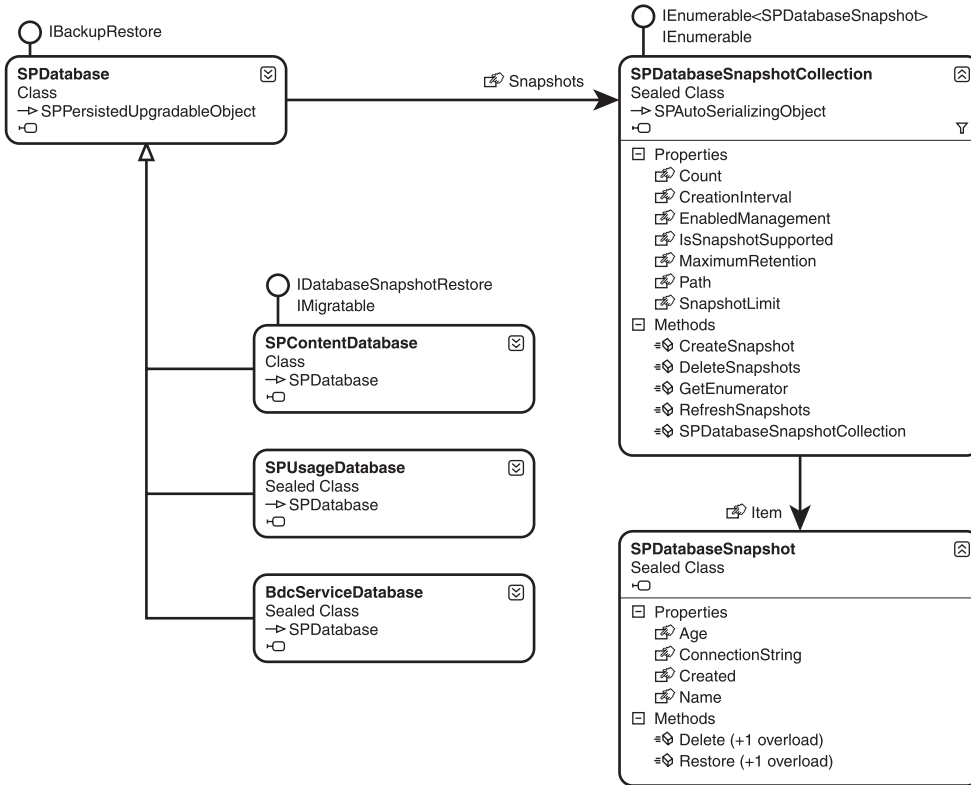 IBackupRestore
SPDatabase
Class
SPPersistedUpgradableObject
Snapshots
IEnumerable<SPDatabaseSnapshot>
IEnumerable
SPDatabaseSnapshotCollection
Sealed Class
SPAutoSerializingObject
Properties
Count
CreationInterval
EnabledManagement
IsSnapshotSupported
MaximumRetention
Path
SnapshotLimit
Methods
CreateSnapshot
DeleteSnapshots
GetEnumerator
RefreshSnapshots
SPDatabaseSnapshotCollection
IDatabaseSnapshotRestore
IMigratable
SPContentDatabase
Class
SPDatabase
SPUsageDatabase
Sealed Class
SPDatabase
BdcServiceDatabase
Sealed Class
SPDatabase
Item
SPDatabaseSnapshot
Sealed Class
Properties
Age
ConnectionString
Created
Name
Methods
Delete (+1 overload)
Restore (+1 overload)